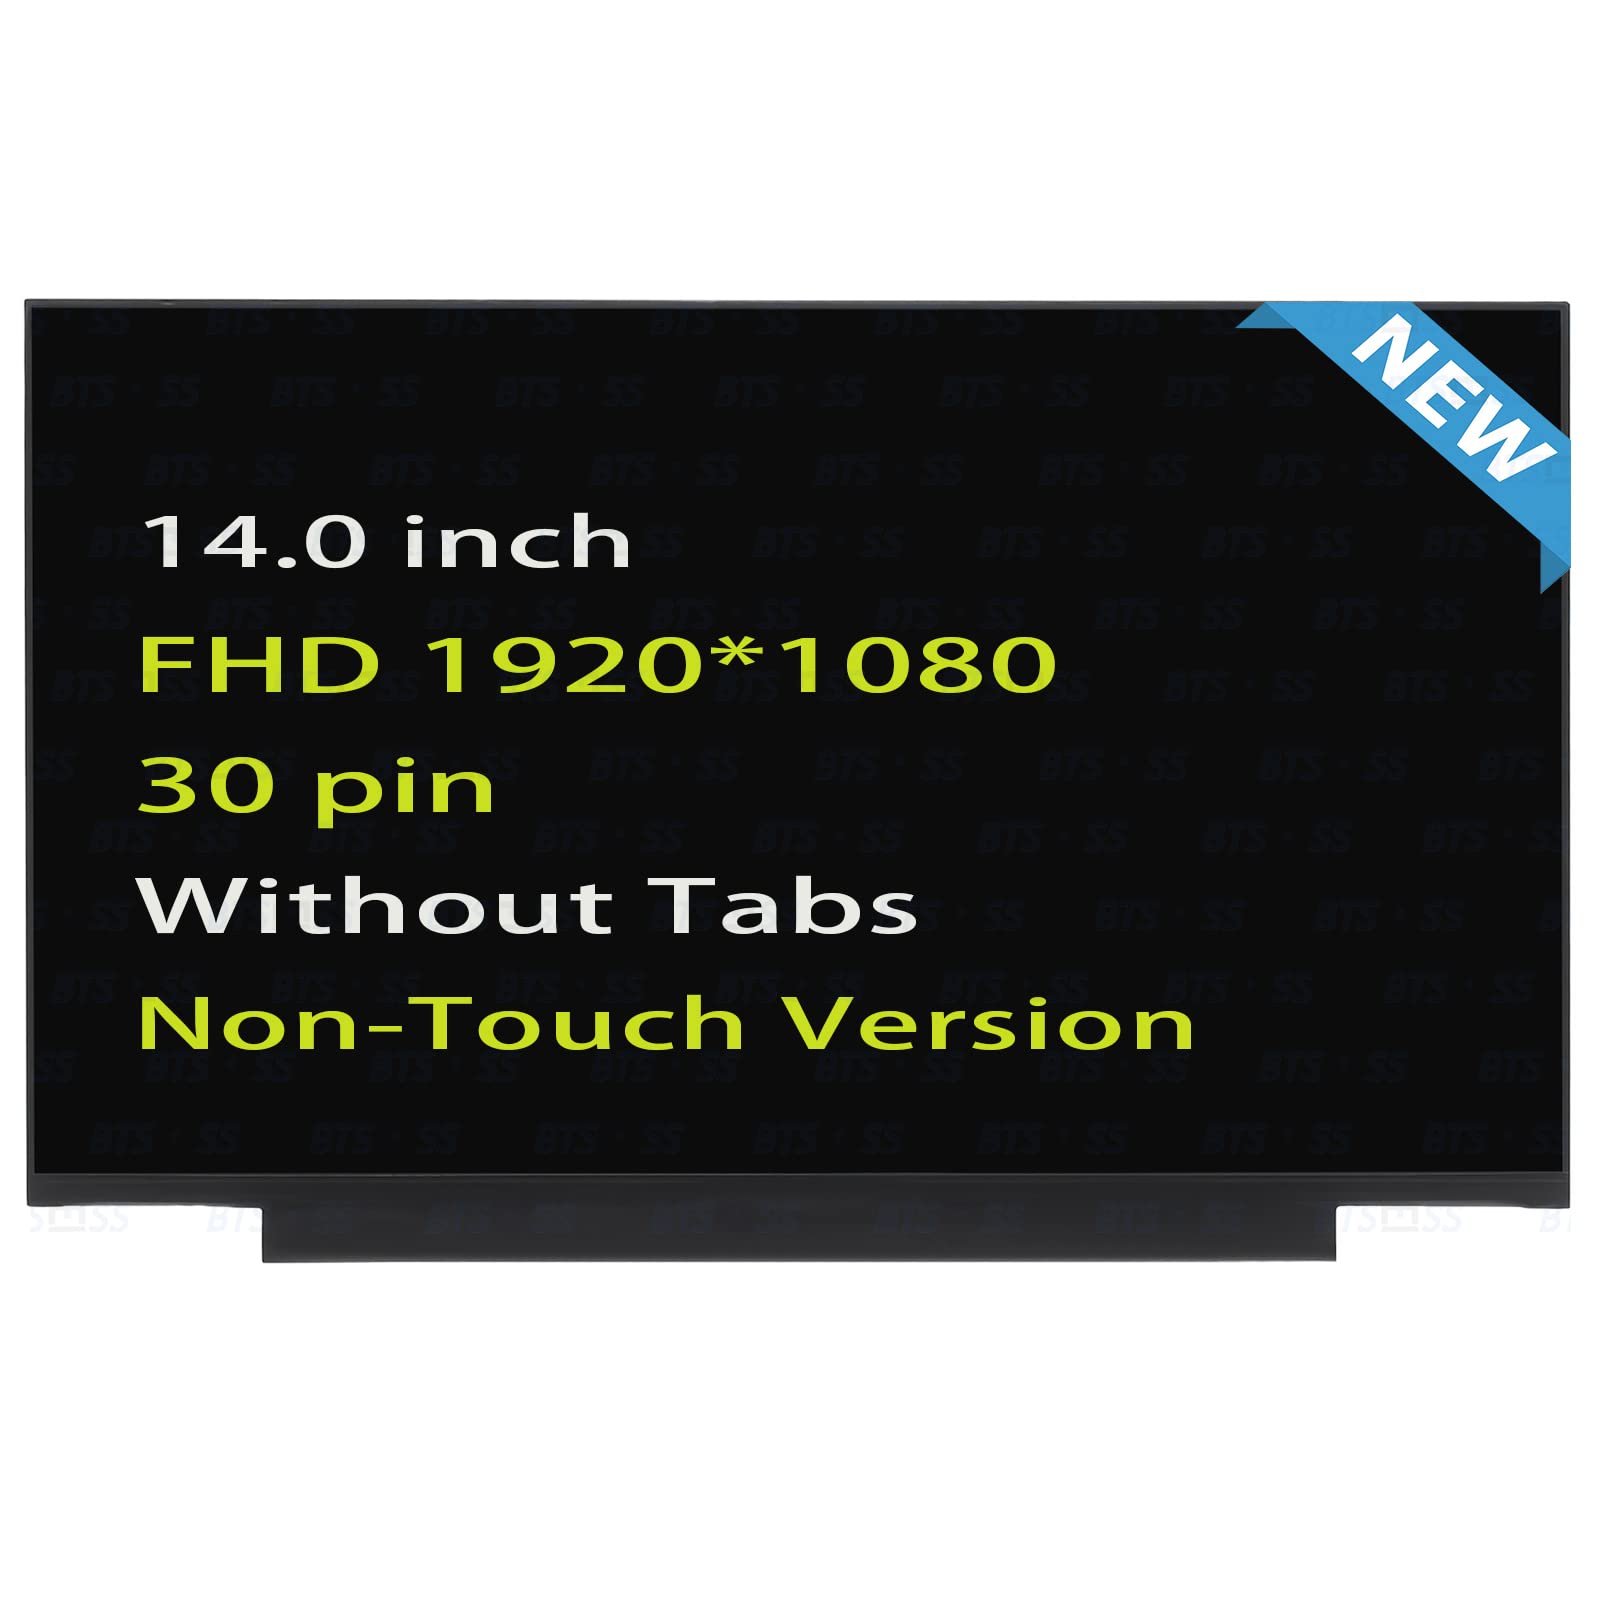 NEW
14.0 inch
FHD 1920*1080
30 pin
Without Tabs
Non-Touch Version